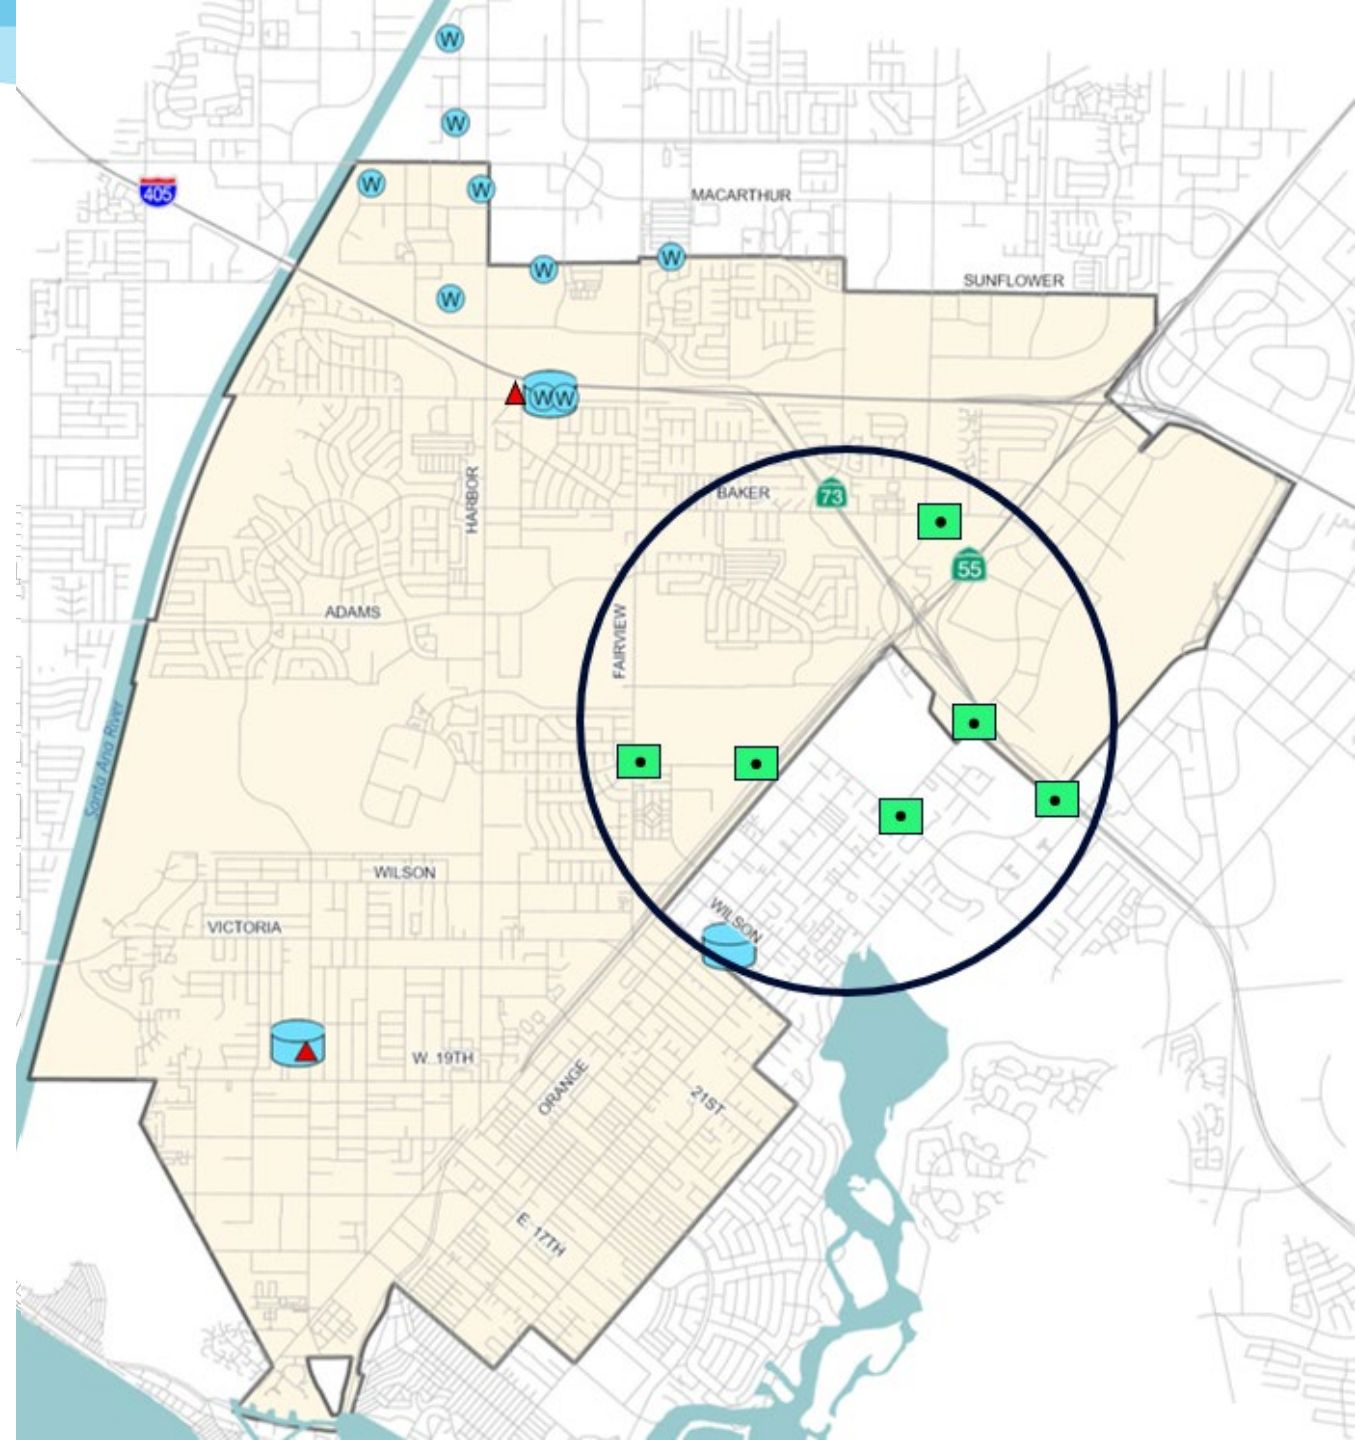 W
W
405
W
W
MACARTHUR
W
W
SUNFLOWER
W
WW
HARBOR
BAKER
73
55
ADAMS
FAIRVIEW
Santa Ana River
WILSON
WILSON
VICTORIA
W. 19TH
ORANGE
21ST
E. 17TH